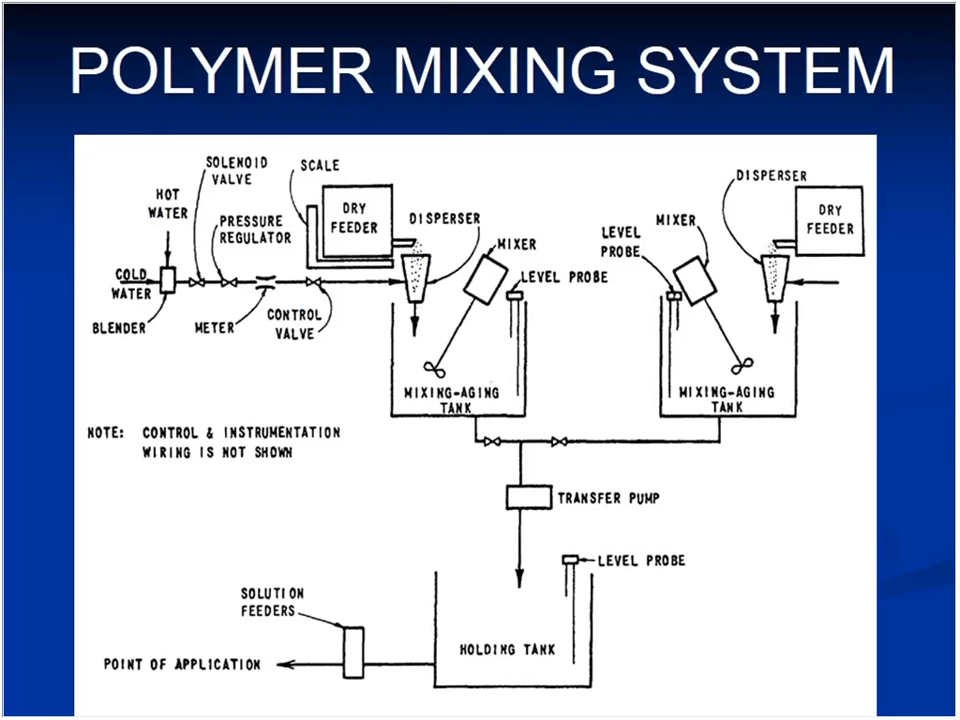 POLYMER MIXING SYSTEM
SOLENOID
VALVE
SCALE
HOT
WATER
PRESSURE
REGULATOR
DRY
FEEDER
DISPERSER
MIXER
LEVEL PROBE
COLD
WATER
BLENDER
METER
CONTROL
VALVE
MIXING-AGING
TANK
DISPERSER
DRY
FEEDER
MIXER
LEVEL
PROBE
MIXING-AGING
TANK
NOTE: CONTROL & INSTRUMENTATION
WIRING IS NOT SHOWN
TRANSFER PUMP
LEVEL PROBE
SOLUTION
FEEDERS
HOLDING TANK
POINT OF APPLICATION